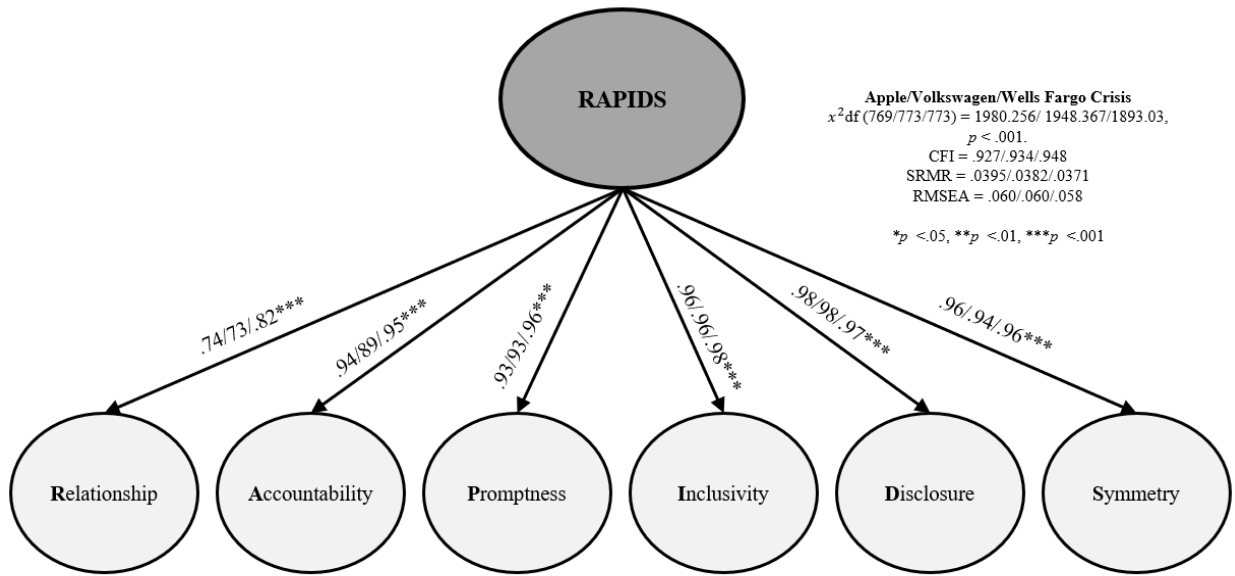 RAPIDS
Apple/Volkswagen/Wells Fargo Crisis
x²df (769/773/773) = 1980.256/ 1948.367/1893.03,
p < .001.
CFI = .927/.934/.948
SRMR = .0395/.0382/.0371
RMSEA = .060/.060/.058
*p <.05, **p <.01, ***p <.001
.74/73/.82***
.94/89/.95***
.93/93/.96***
.96/.96/.98***
.98/98/.97***
.96/.94/.96***
Relationship
Accountability
Promptness
Inclusivity
Disclosure
Symmetry